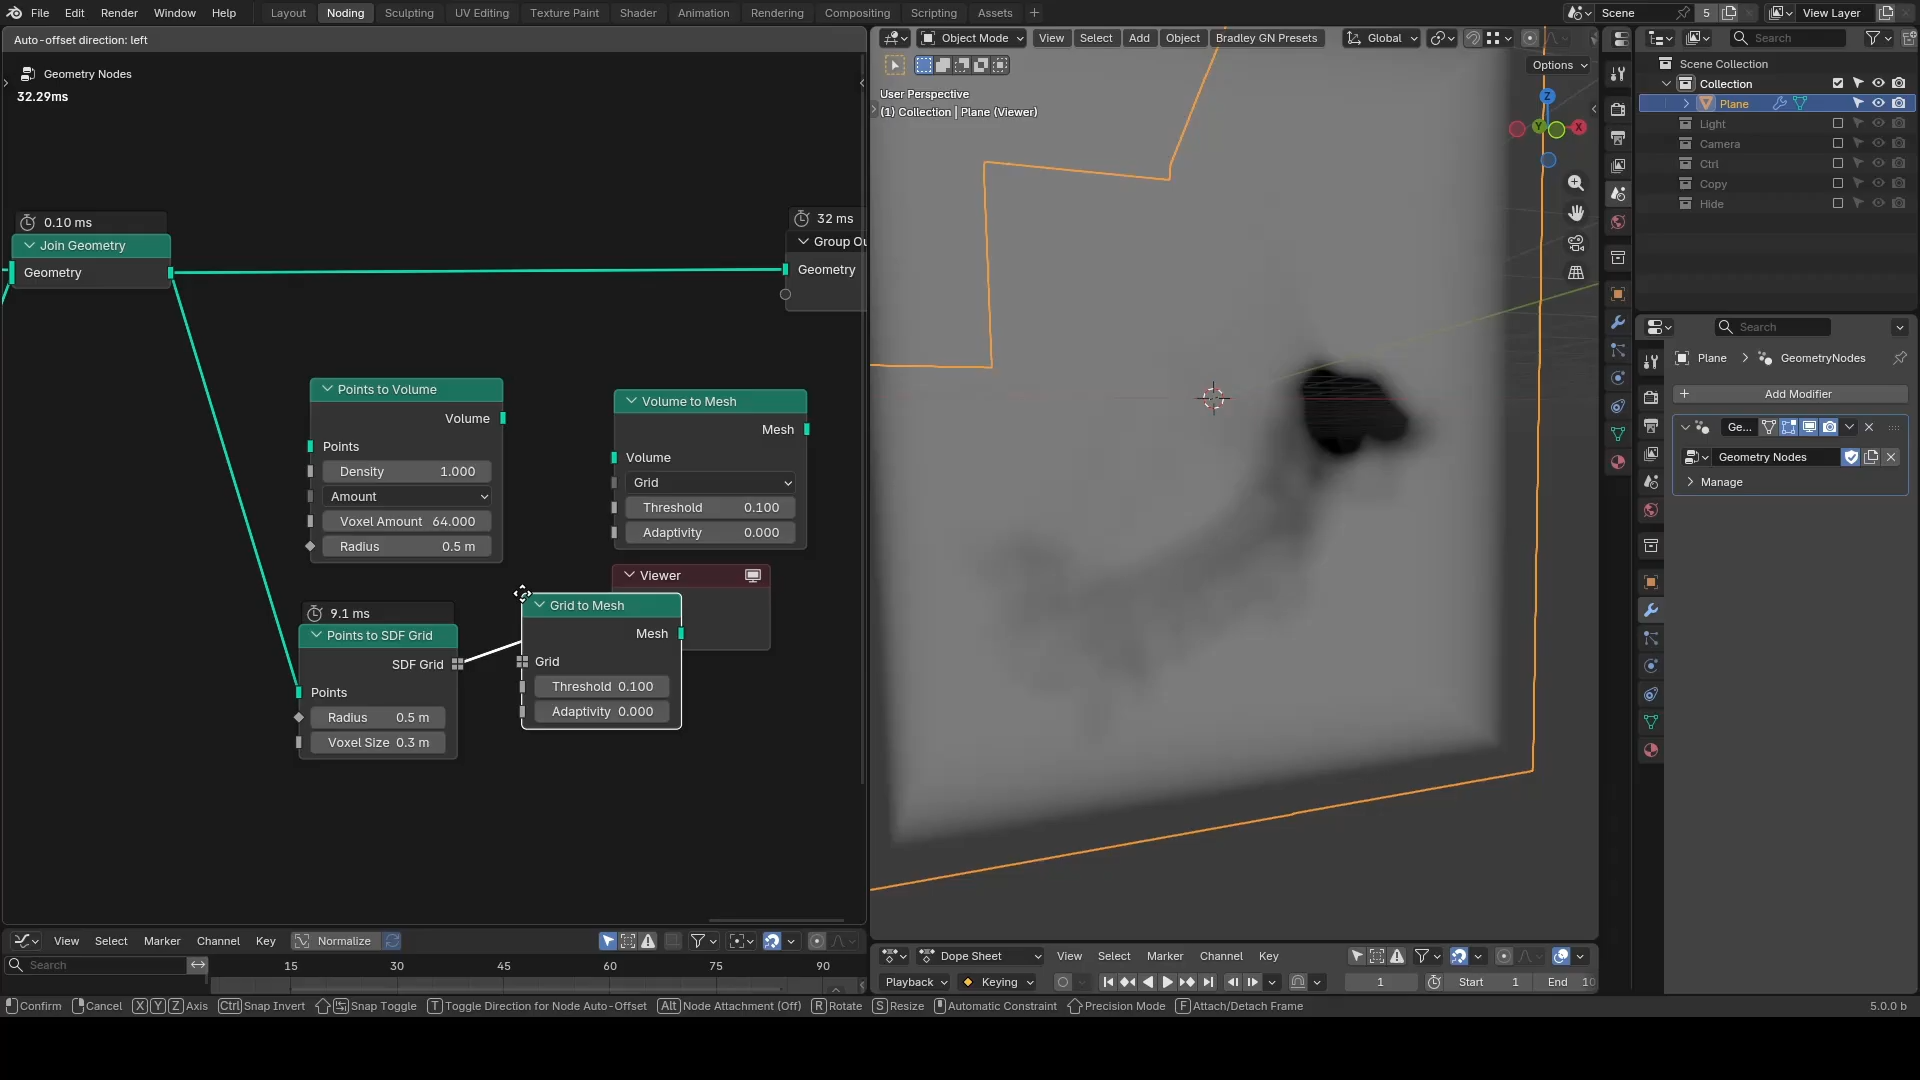 File Edit Render Window Help Layout Noding Sculpting UV Editing Texture Paint Shader Animation Rendering Compositing Scripting Assets Scene 5 View Layer
Auto-offset direction: left
Geometry Nodes
32.29ms
0.10 ms
Join Geometry
Geometry
32 ms
Group Ou
Geometry
Points to Volume
Volume
Points
Density 1.000
Amount
Voxel Amount 64.000
Radius 0.5 m
Volume to Mesh
Mesh
Volume
Grid
Threshold 0.100
Adaptivity 0.000
Viewer
9.1 ms
Points to SDF Grid
SDF Grid
Points
Radius 0.5 m
Voxel Size 0.3 m
Grid to Mesh
Mesh
Grid
Threshold 0.100
Adaptivity 0.000
Object Mode View Select Add Object Bradley GN Presets Global
Options
User Perspective
(1) Collection | Plane (Viewer)
Z
Y
X
Search
Scene Collection
Collection
Plane
Light
Camera
Ctrl
Copy
Hide
Search
Plane GeometryNodes
Add Modifier
Ge...
Geometry Nodes
Manage
View Select Marker Channel Key Normalize
Search
15 30 45 60 75 90
Dope Sheet View Select Marker Channel Key
Playback Keying 1 Start 1 End 10
Confirm Cancel X Y Z Axis Ctrl Snap Invert Snap Toggle T Toggle Direction for Node Auto-Offset Alt Node Attachment (Off) R Rotate S Resize Automatic Constraint Precision Mode F Attach/Detach Frame 5.0.0 b